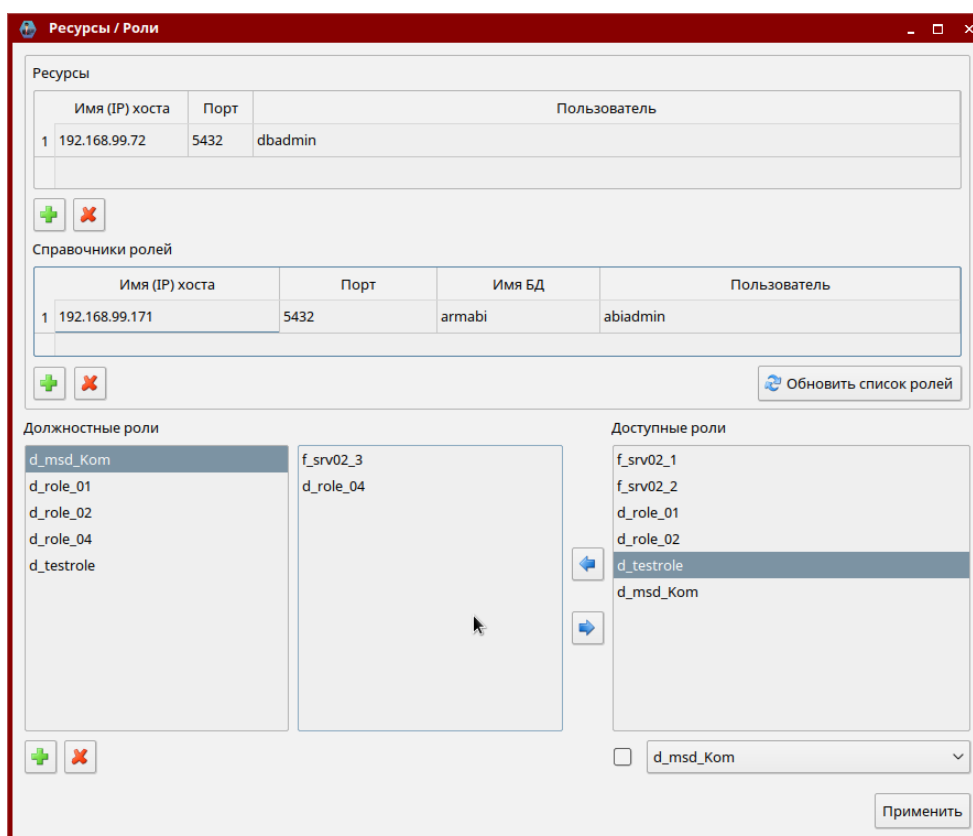 Ресурсы / Роли
Ресурсы
Имя (IP) хоста Порт Пользователь
1 192.168.99.72 5432 dbadmin
Справочники ролей
Имя (IP) хоста Порт Имя БД Пользователь
1 192.168.99.171 5432 armabi abiadmin
Обновить список ролей
Должностные роли
d_msd_Kom
d_role_01
d_role_02
d_role_04
d_testrole
f_srv02_3
d_role_04
Доступные роли
f_srv02_1
f_srv02_2
d_role_01
d_role_02
d_testrole
d_msd_Kom
d_msd_Kom
Применить